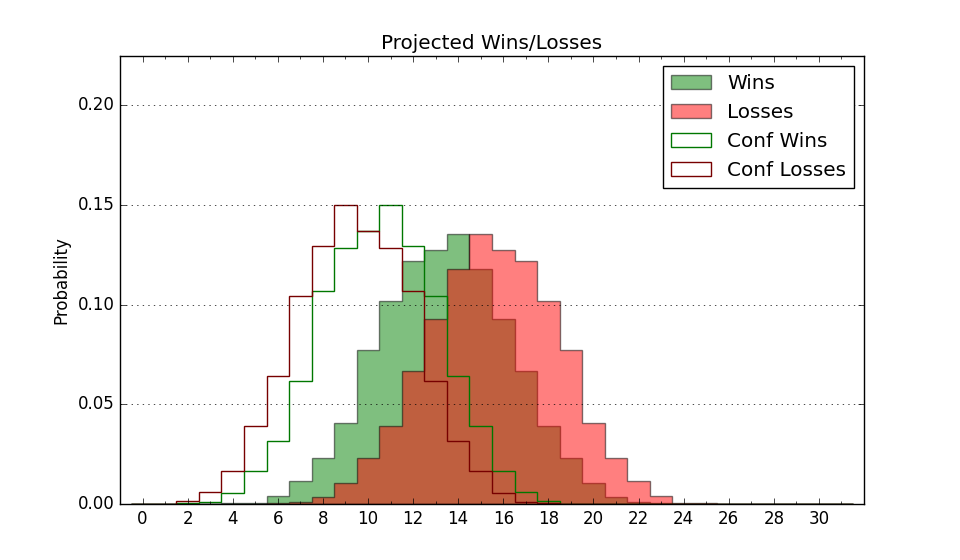 Projected Wins/Losses
Wins
Losses
Conf Wins
Conf Losses
Probability
0.20
0.15
0.10
0.05
0.00
0 2 4 6 8 10 12 14 16 18 20 22 24 26 28 30